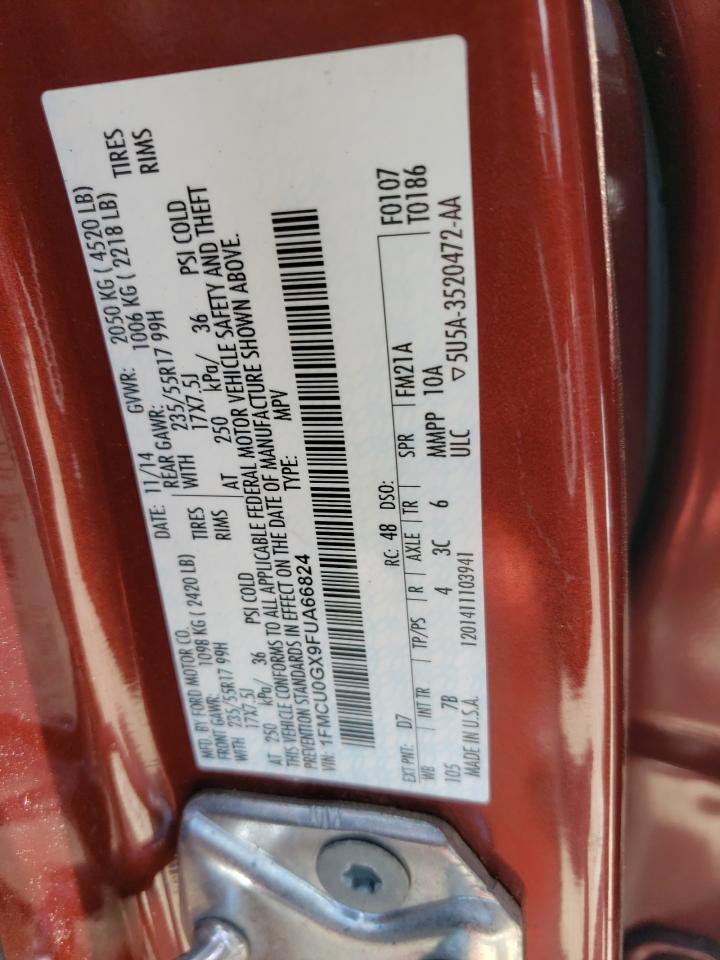 MFD. BY FORD MOTOR CO. DATE: 11/14 GVWR: 2050 KG ( 4520 LB)
FRONT GAWR: 1098 KG ( 2420 LB) REAR GAWR: 1006 KG ( 2218 LB)
WITH 235/55R17 99H TIRES WITH 235/55R17 99H TIRES
17X7.5J RIMS 17X7.5J RIMS
AT 250 kPa/ 36 PSI COLD AT 250 kPa/ 36 PSI COLD
THIS VEHICLE CONFORMS TO ALL APPLICABLE FEDERAL MOTOR VEHICLE SAFETY AND THEFT
PREVENTION STANDARDS IN EFFECT ON THE DATE OF MANUFACTURE SHOWN ABOVE.
VIN: 1FMCU0GX9FUA66824 TYPE: MPV
F0107
T0186
EXT PNT: D7 RC: 48 DSO:
WB INT TR TP/PS R AXLE TR SPR FM21A
105 7B 4 3C 6 MMPP 10A
ULC
MADE IN U.S.A. 1201411103941 ▽5U5A-3520472-AA